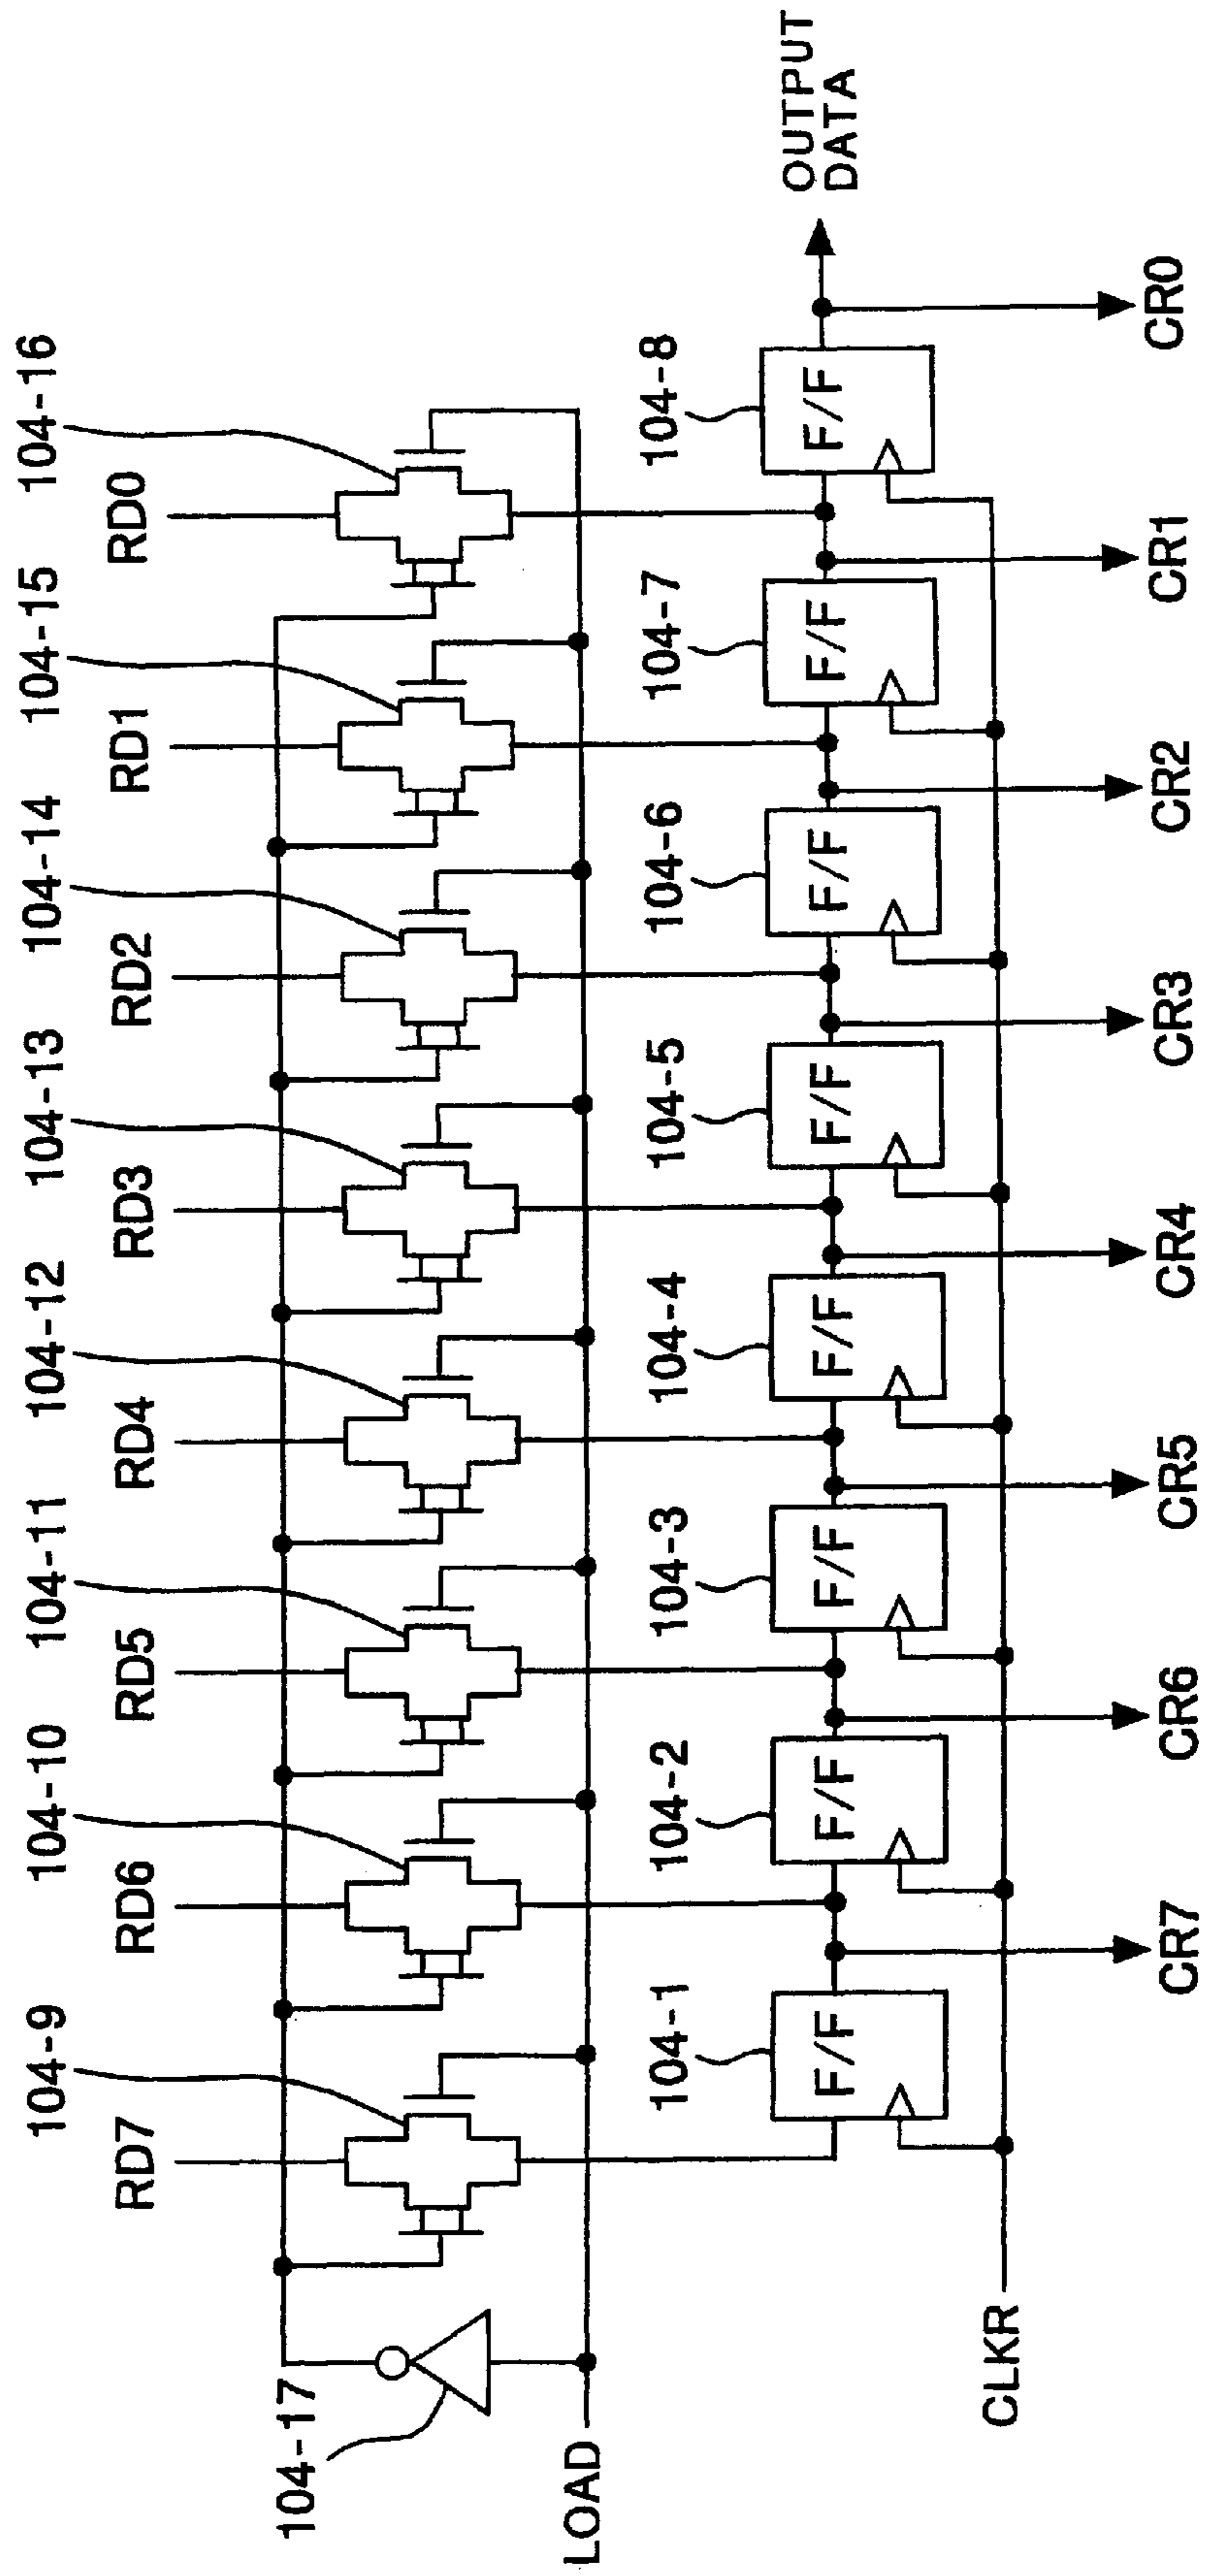 104-9
104-10
104-11
104-12
104-13
104-14
104-15
104-16
RD7
RD6
RD5
RD4
RD3
RD2
RD1
RD0
104-17
LOAD
104-1
104-2
104-3
104-4
104-5
104-6
104-7
104-8
F/F
F/F
F/F
F/F
F/F
F/F
F/F
F/F
OUTPUT
DATA
CLKR
CR7
CR6
CR5
CR4
CR3
CR2
CR1
CR0